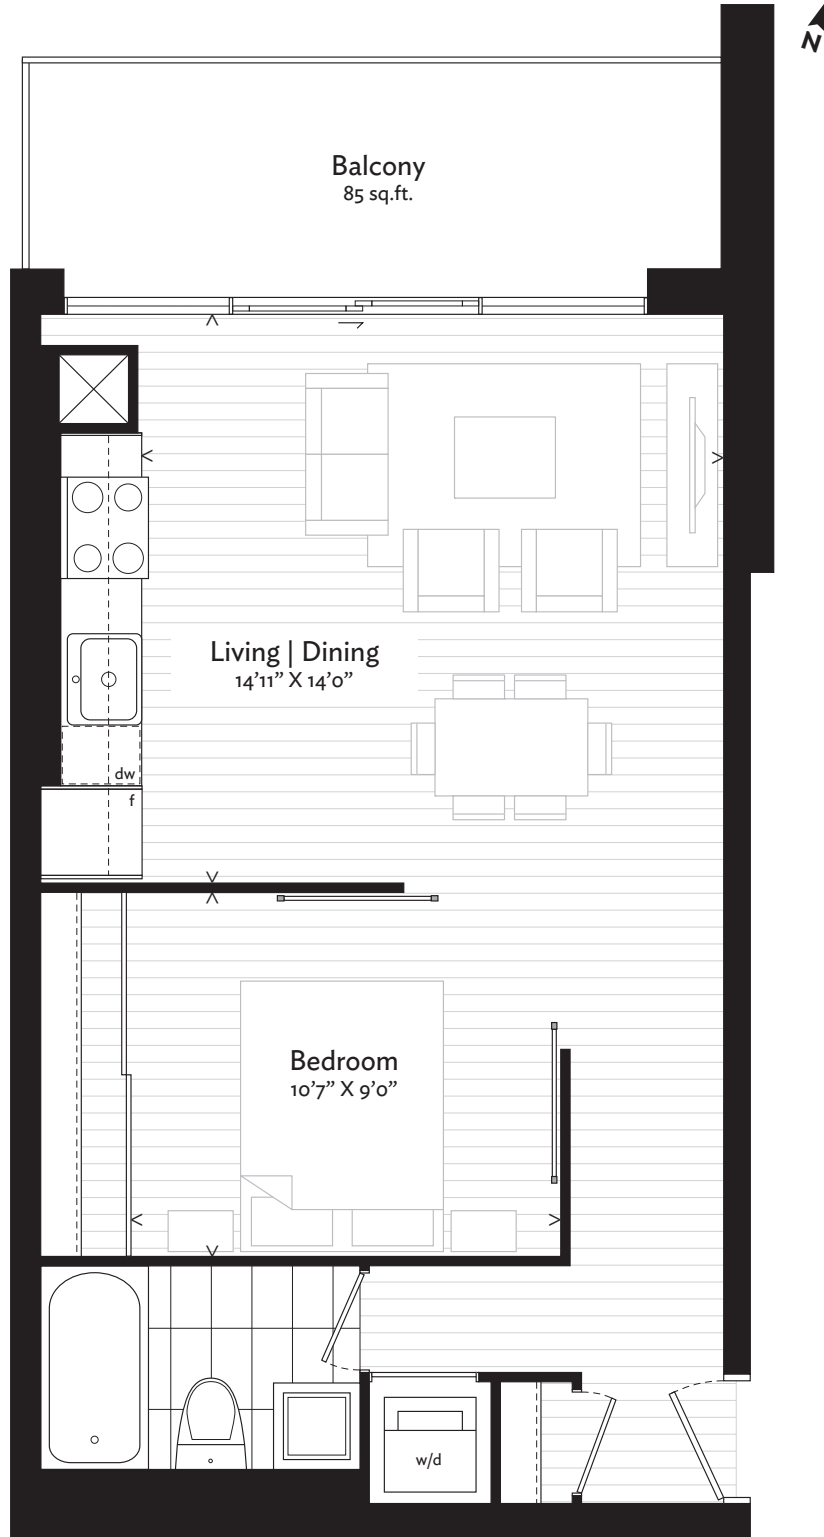 N
Balcony
85 sq.ft.
Living | Dining
14’11” X 14’0”
dw
f
Bedroom
10’7” X 9’0”
w/d